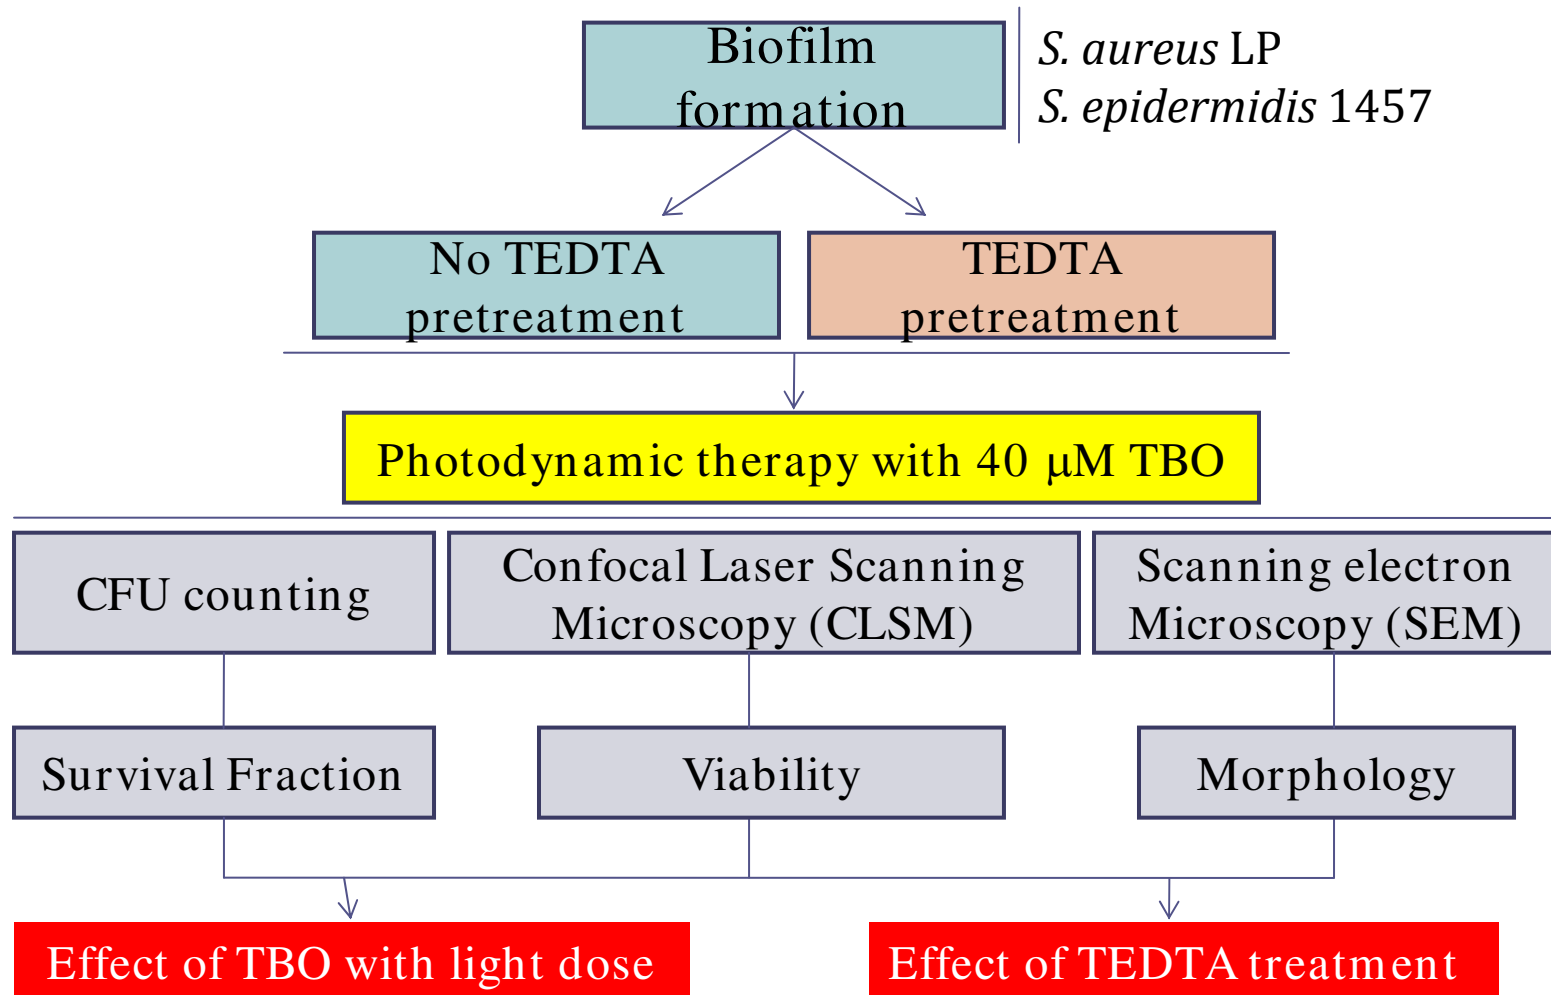 Biofilm
formation
S. aureus LP
S. epidermidis 1457
No TEDTA
pretreatment
TEDTA
pretreatment
Photodynamic therapy with 40 μM TBO
CFU counting
Confocal Laser Scanning
Microscopy (CLSM)
Scanning electron
Microscopy (SEM)
Survival Fraction
Viability
Morphology
Effect of TBO with light dose
Effect of TEDTA treatment